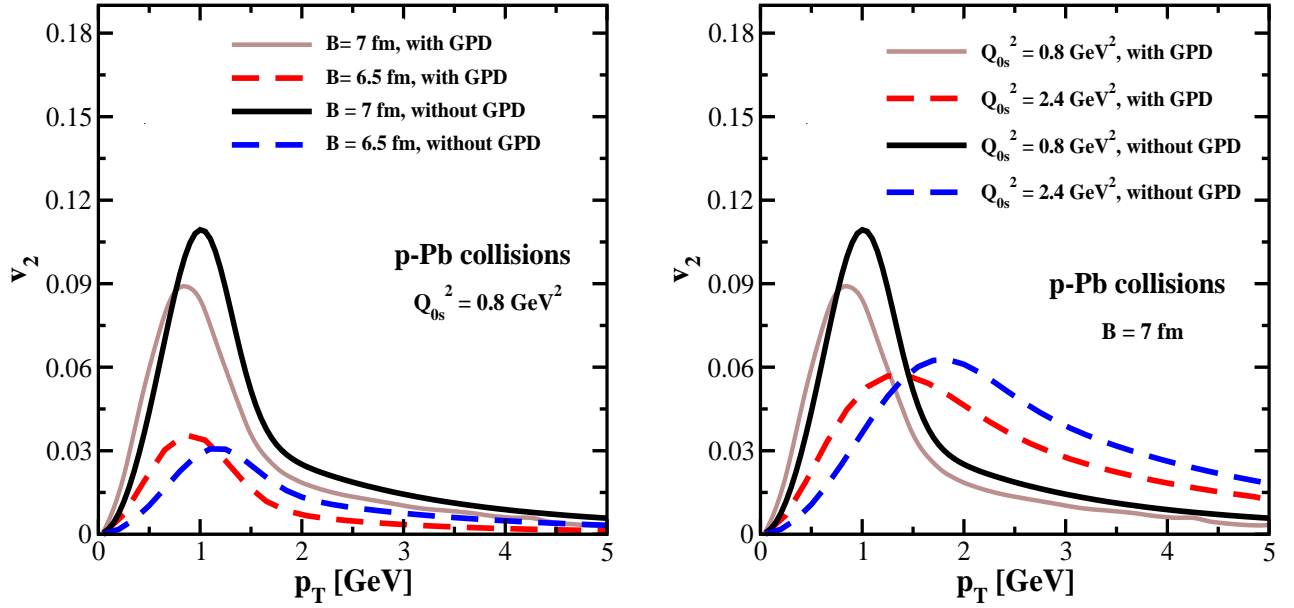 0.18
0.15
0.12
0.09
0.06
0.03
0
v₂
B= 7 fm, with GPD
B= 6.5 fm, with GPD
B = 7 fm, without GPD
B = 6.5 fm, without GPD
p-Pb collisions
Q₀ₛ² = 0.8 GeV²
0 1 2 3 4 5
p_T [GeV]
0.18
0.15
0.12
0.09
0.06
0.03
0
v₂
Q₀ₛ² = 0.8 GeV², with GPD
Q₀ₛ² = 2.4 GeV², with GPD
Q₀ₛ² = 0.8 GeV², without GPD
Q₀ₛ² = 2.4 GeV², without GPD
p-Pb collisions
B = 7 fm
0 1 2 3 4 5
p_T [GeV]